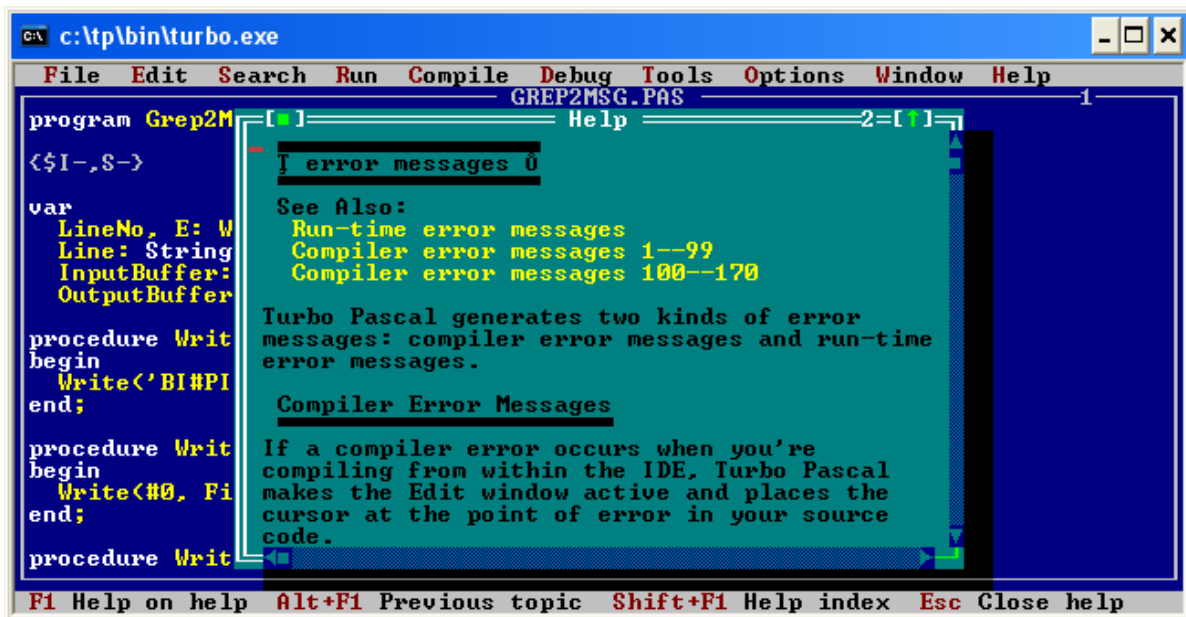 c:\tp\bin\turbo.exe
File Edit Search Run Compile Debug Tools Options Window Help
GREP2MSG.PAS 1
program Grep2M
{$I-,S-}
var
LineNo, E: W
Line: String
InputBuffer:
OutputBuffer
procedure Writ
begin
Write('BI#PI
end;
procedure Writ
begin
Write(#0, Fi
end;
procedure Writ
[■] Help 2=[↑]
Ţ error messages Û
See Also:
Run-time error messages
Compiler error messages 1--99
Compiler error messages 100--170
Turbo Pascal generates two kinds of error
messages: compiler error messages and run-time
error messages.
Compiler Error Messages
If a compiler error occurs when you're
compiling from within the IDE, Turbo Pascal
makes the Edit window active and places the
cursor at the point of error in your source
code.
F1 Help on help Alt+F1 Previous topic Shift+F1 Help index Esc Close help